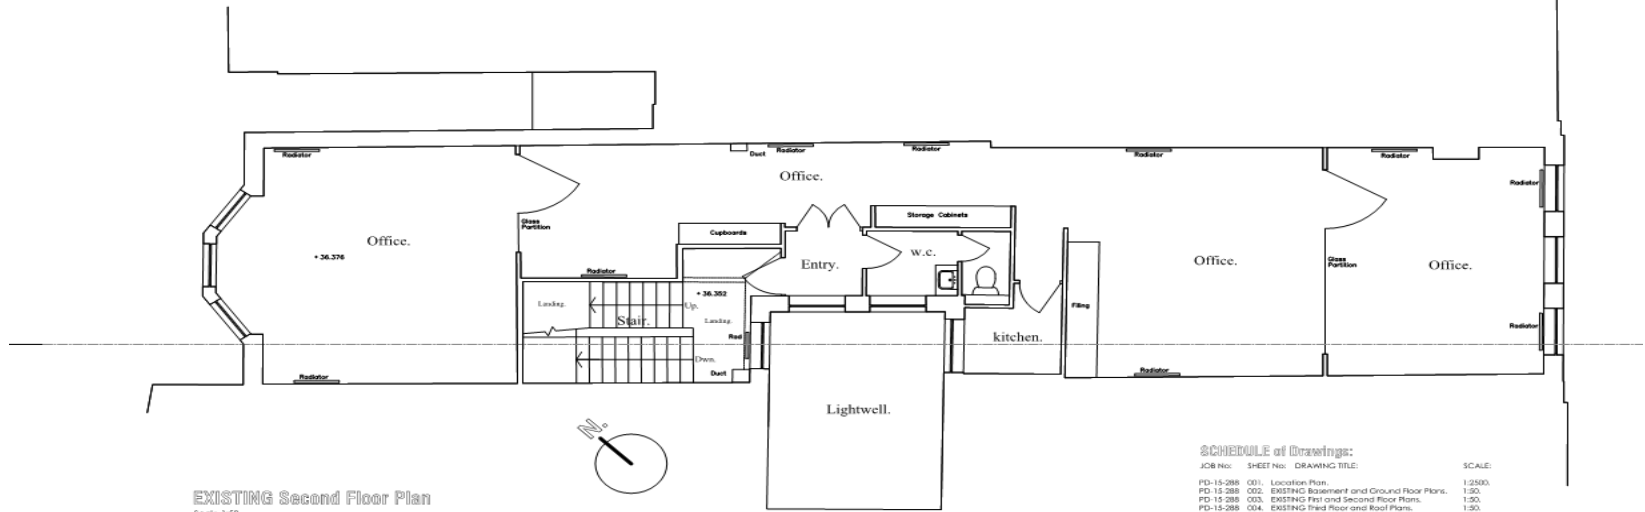 Radiator
Duct
Radiator
Radiator
Radiator
Radiator
Office.
Radiator
Storage Cabinets
Glass
Partition
Cupboards
Office.
w.c.
+ 36.376
Entry.
Office.
Glass
Partition
Office.
Radiator
+ 36.352
Landing.
Up.
Filing
Stair.
Landing.
Rad
kitchen.
Radiator
Dwn.
Duct
Radiator
Radiator
Lightwell.
N.
SCHEDULE of Drawings:
JOB No: SHEET No: DRAWING TITLE: SCALE:
PD-15-288 001. Location Plan. 1:2500.
PD-15-288 002. EXISTING Basement and Ground Floor Plans. 1:50.
PD-15-288 003. EXISTING First and Second Floor Plans. 1:50.
PD-15-288 004. EXISTING Third Floor and Roof Plans. 1:50.
EXISTING Second Floor Plan